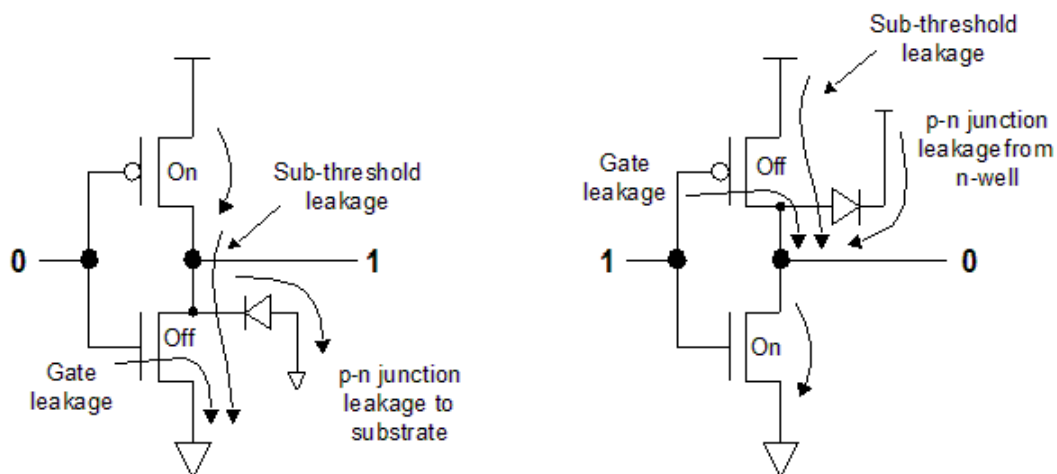 On
Sub-threshold
leakage
0
1
Off
Gate
leakage
p-n junction
leakage to
substrate
Sub-threshold
leakage
p-n junction
leakage from
n-well
Gate
leakage
Off
1
0
On